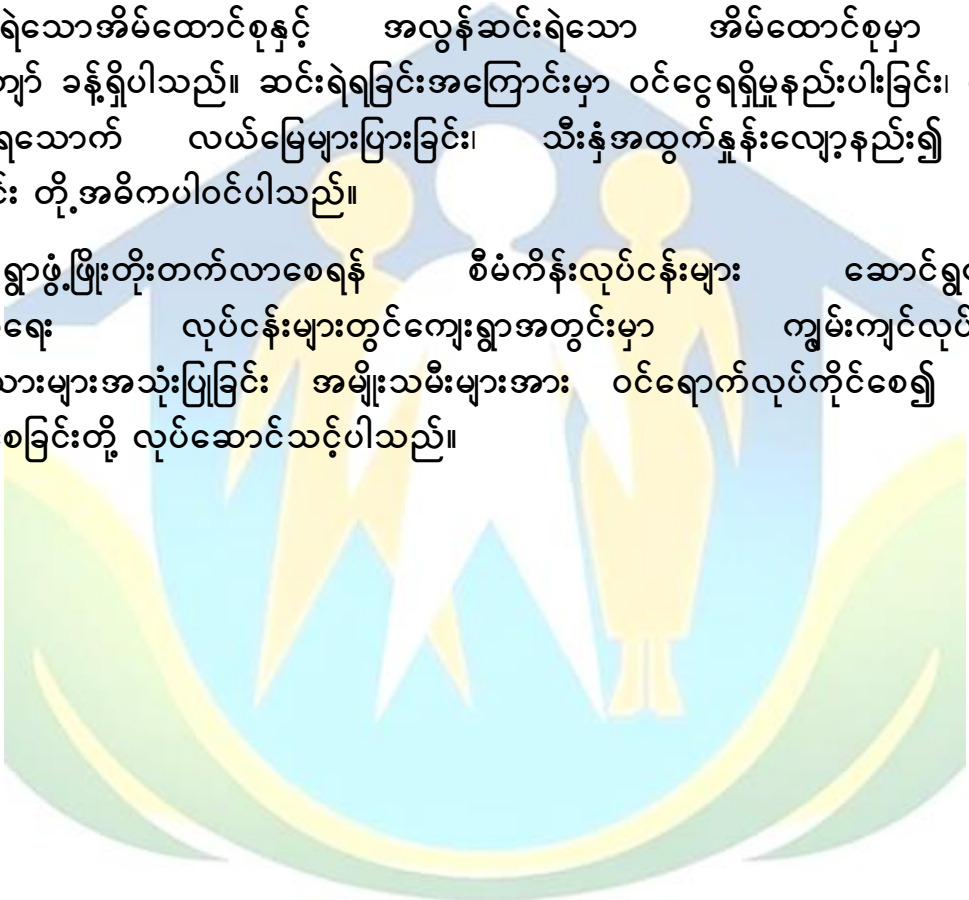 ရဲသောအိမ်ထောင်စုနှင့် အလွန်ဆင်းရဲသော အိမ်ထောင်စုမှာ
ကျော် ခန့်ရှိပါသည်။ ဆင်းရဲရခြင်းအကြောင်းမှာ ဝင်ငွေရရှိမှုနည်းပါးခြင်း၊
ရသောက် လယ်မြေများပြားခြင်း၊ သီးနှံအထွက်နှုန်းလျော့နည်း၍
တို့အဓိကပါဝင်ပါသည်။
ရွာဖွံ့ဖြိုးတိုးတက်လာစေရန် စီမံကိန်းလုပ်ငန်းများ
ရေး လုပ်ငန်းများတွင်ကျေးရွာအတွင်းမှာ ကျွမ်းကျင်လုပ်
သားများအသုံးပြုခြင်း အမျိုးသမီးများအား ဝင်ရောက်လုပ်ကိုင်စေ၍
စေခြင်းတို့ လုပ်ဆောင်သင့်ပါသည်။